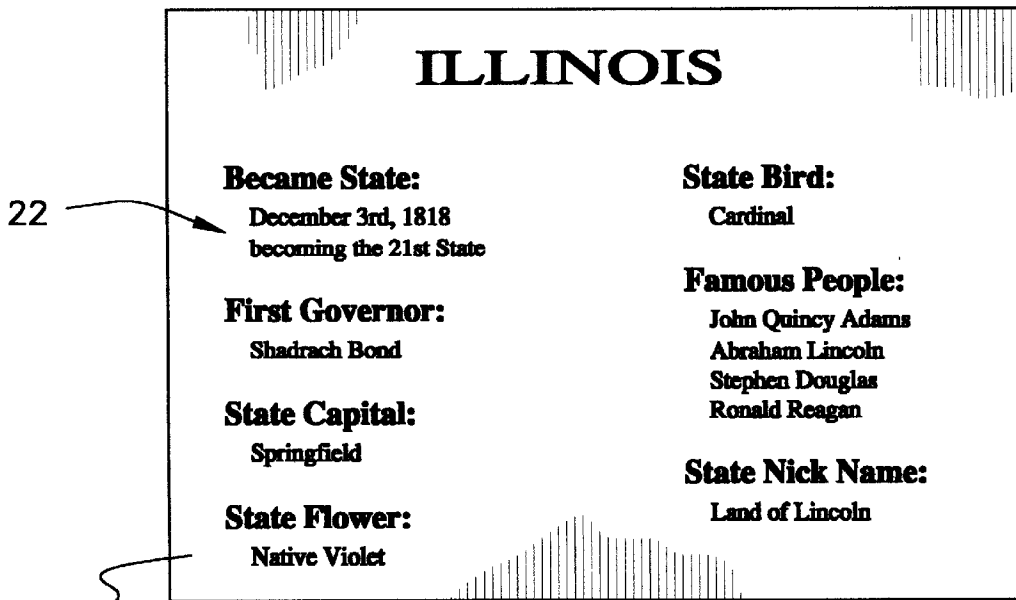 ILLINOIS
22
Became State:
December 3rd, 1818
becoming the 21st State
First Governor:
Shadrach Bond
State Capital:
Springfield
State Flower:
Native Violet
State Bird:
Cardinal
Famous People:
John Quincy Adams
Abraham Lincoln
Stephen Douglas
Ronald Reagan
State Nick Name:
Land of Lincoln